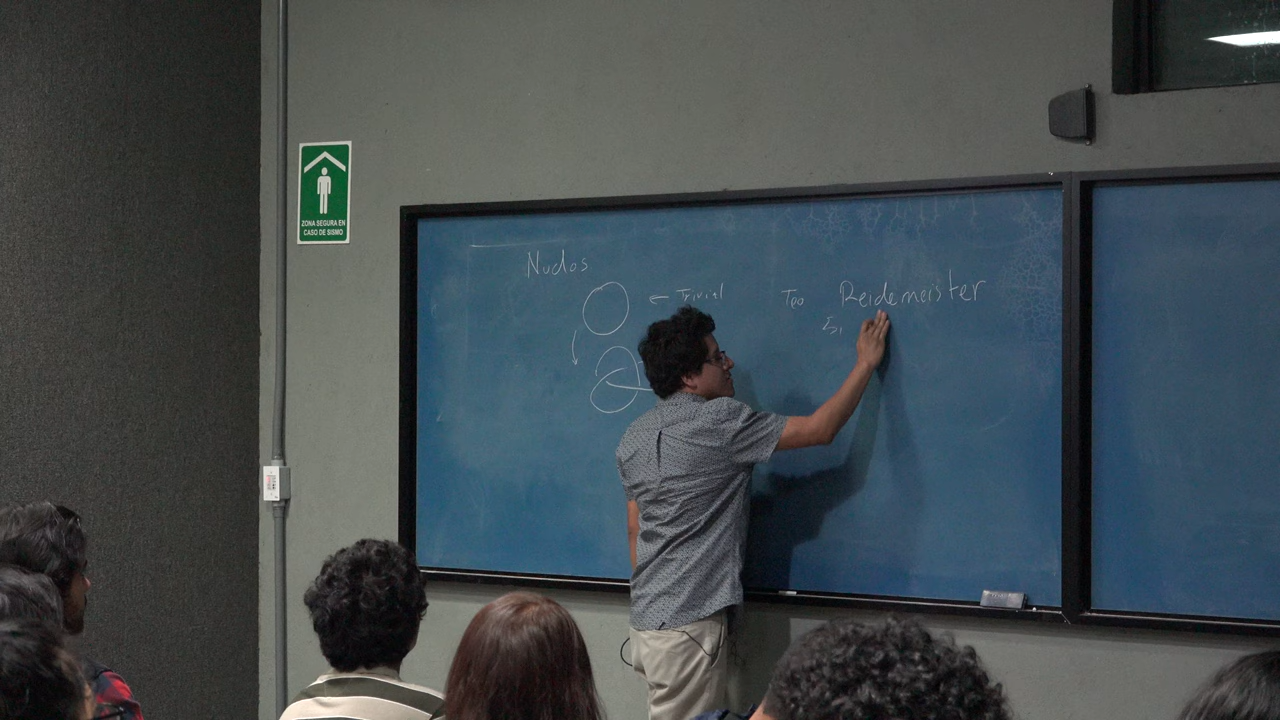 ZONA SEGURA EN
CASO DE SISMO
Nudos
← Trivial
Teo Reidemeister